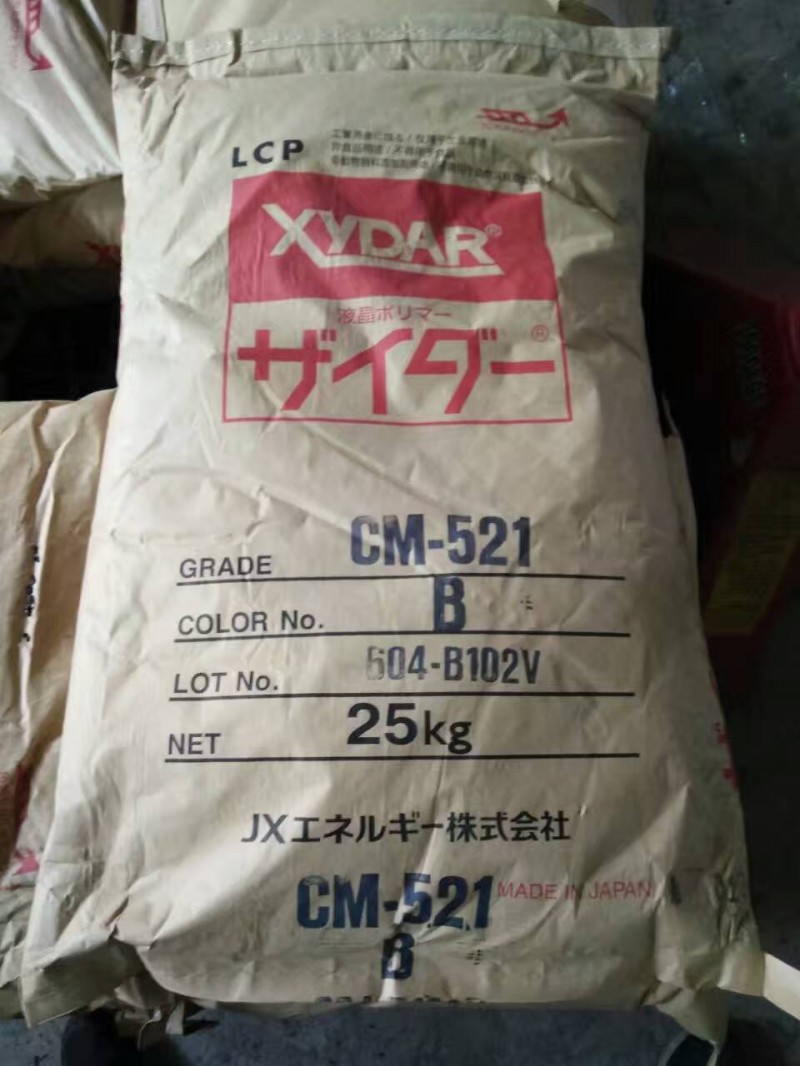 LCP
XYDAR®
液晶ポリマー
ザイダー®
GRADE CM-521
COLOR No. B
LOT No. 504-B102V
NET 25kg
JXエネルギー株式会社
CM-521 MADE IN JAPAN
B